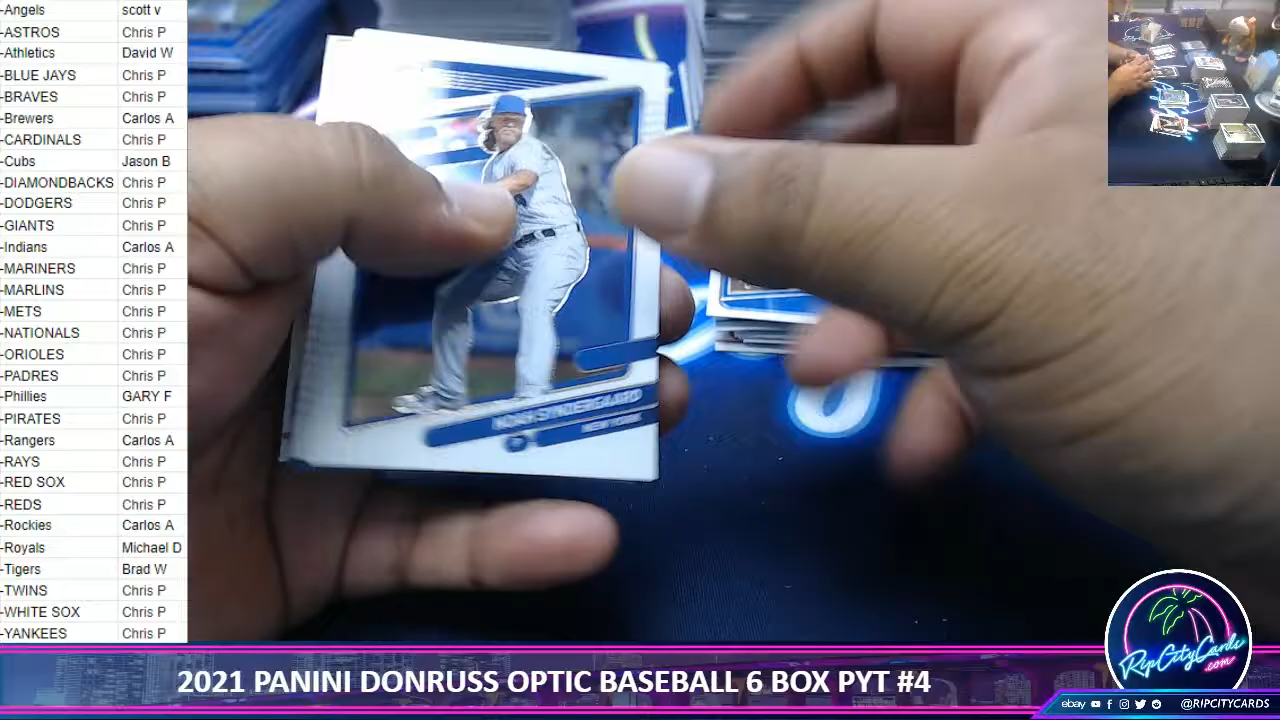 -Angels scott v
-ASTROS Chris P
-Athletics David W
-BLUE JAYS Chris P
-BRAVES Chris P
-Brewers Carlos A
-CARDINALS Chris P
-Cubs Jason B
-DIAMONDBACKS Chris P
-DODGERS Chris P
-GIANTS Chris P
-Indians Carlos A
-MARINERS Chris P
-MARLINS Chris P
-METS Chris P
-NATIONALS Chris P
-ORIOLES Chris P
-PADRES Chris P
-Phillies GARY F
-PIRATES Chris P
-Rangers Carlos A
-RAYS Chris P
-RED SOX Chris P
-REDS Chris P
-Rockies Carlos A
-Royals Michael D
-Tigers Brad W
-TWINS Chris P
-WHITE SOX Chris P
-YANKEES Chris P
NOAH SYNDERGAARD
NEW YORK
RipCityCards
.com
2021 PANINI DONRUSS OPTIC BASEBALL 6 BOX PYT #4
ebay @RIPCITYCARDS